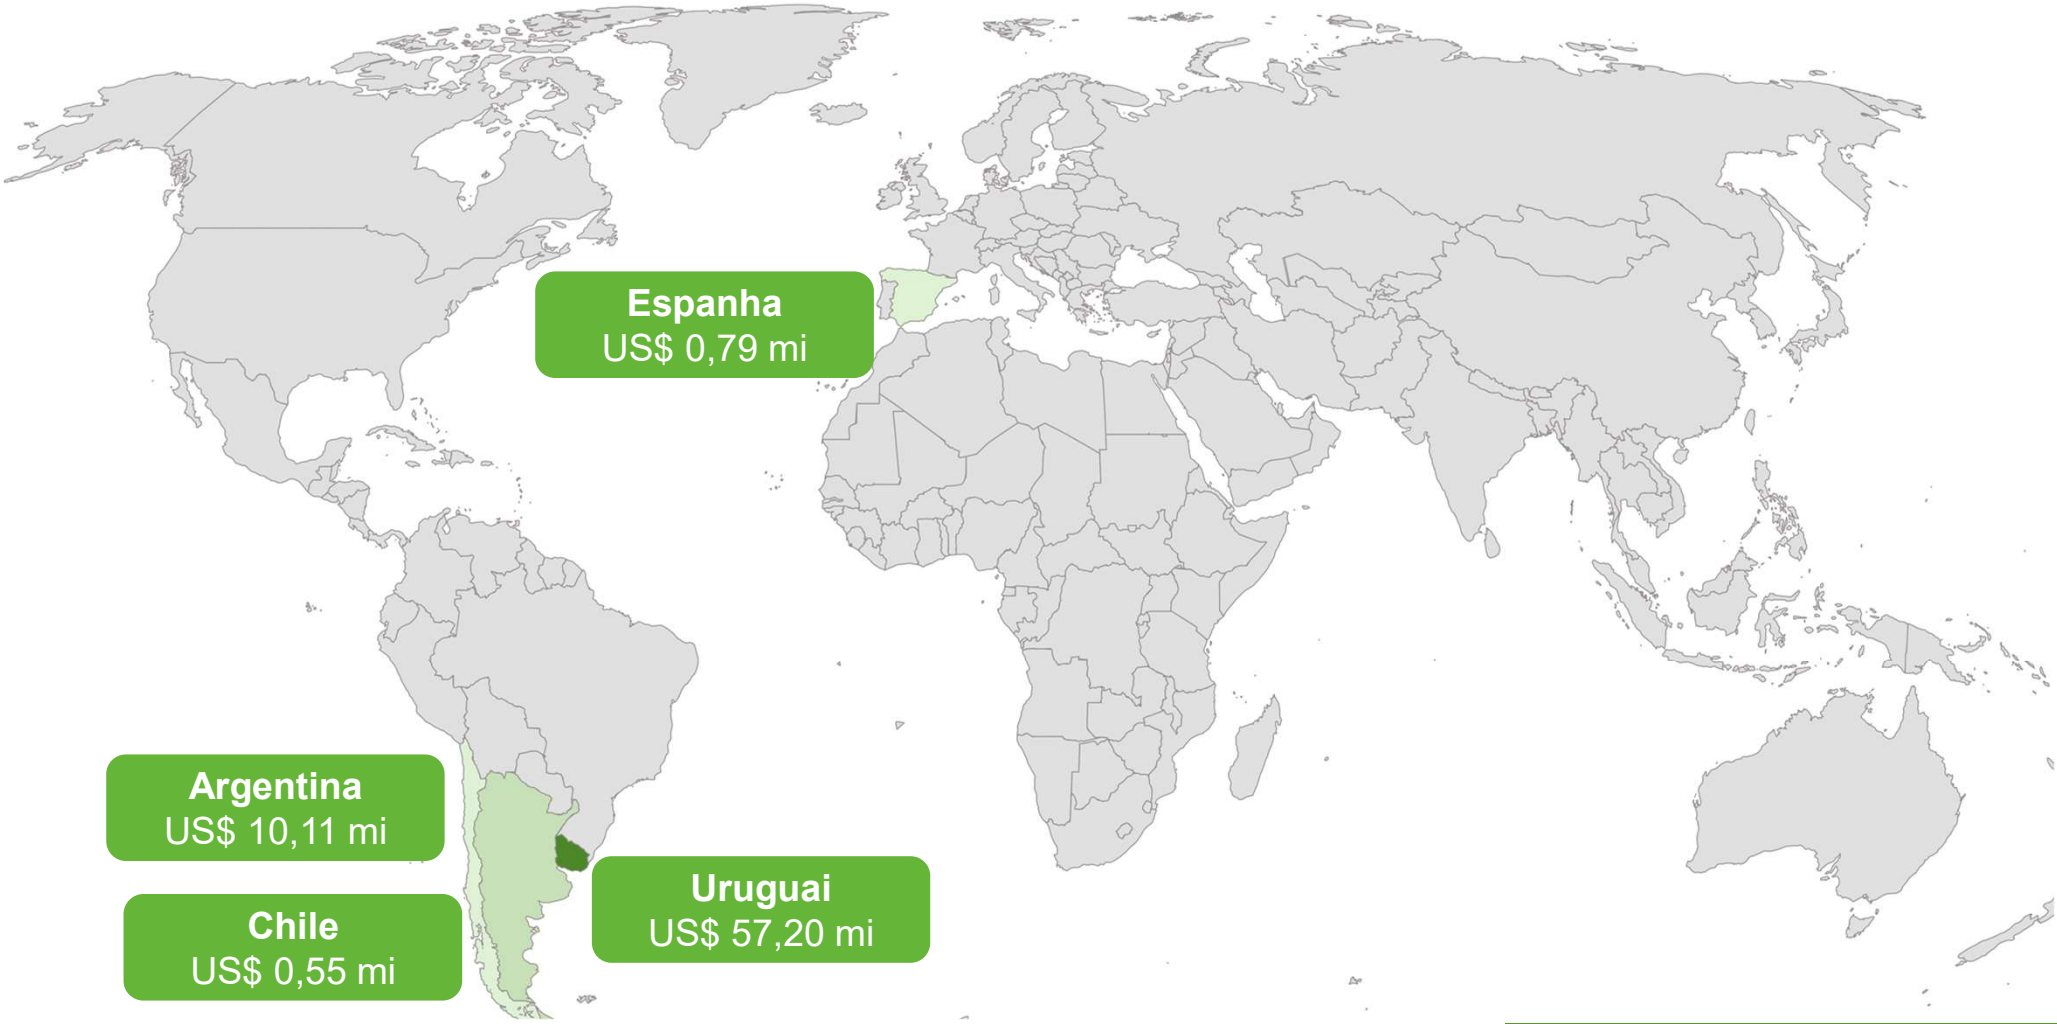 Espanha
US$ 0,79 mi
Argentina
US$ 10,11 mi
Uruguai
US$ 57,20 mi
Chile
US$ 0,55 mi